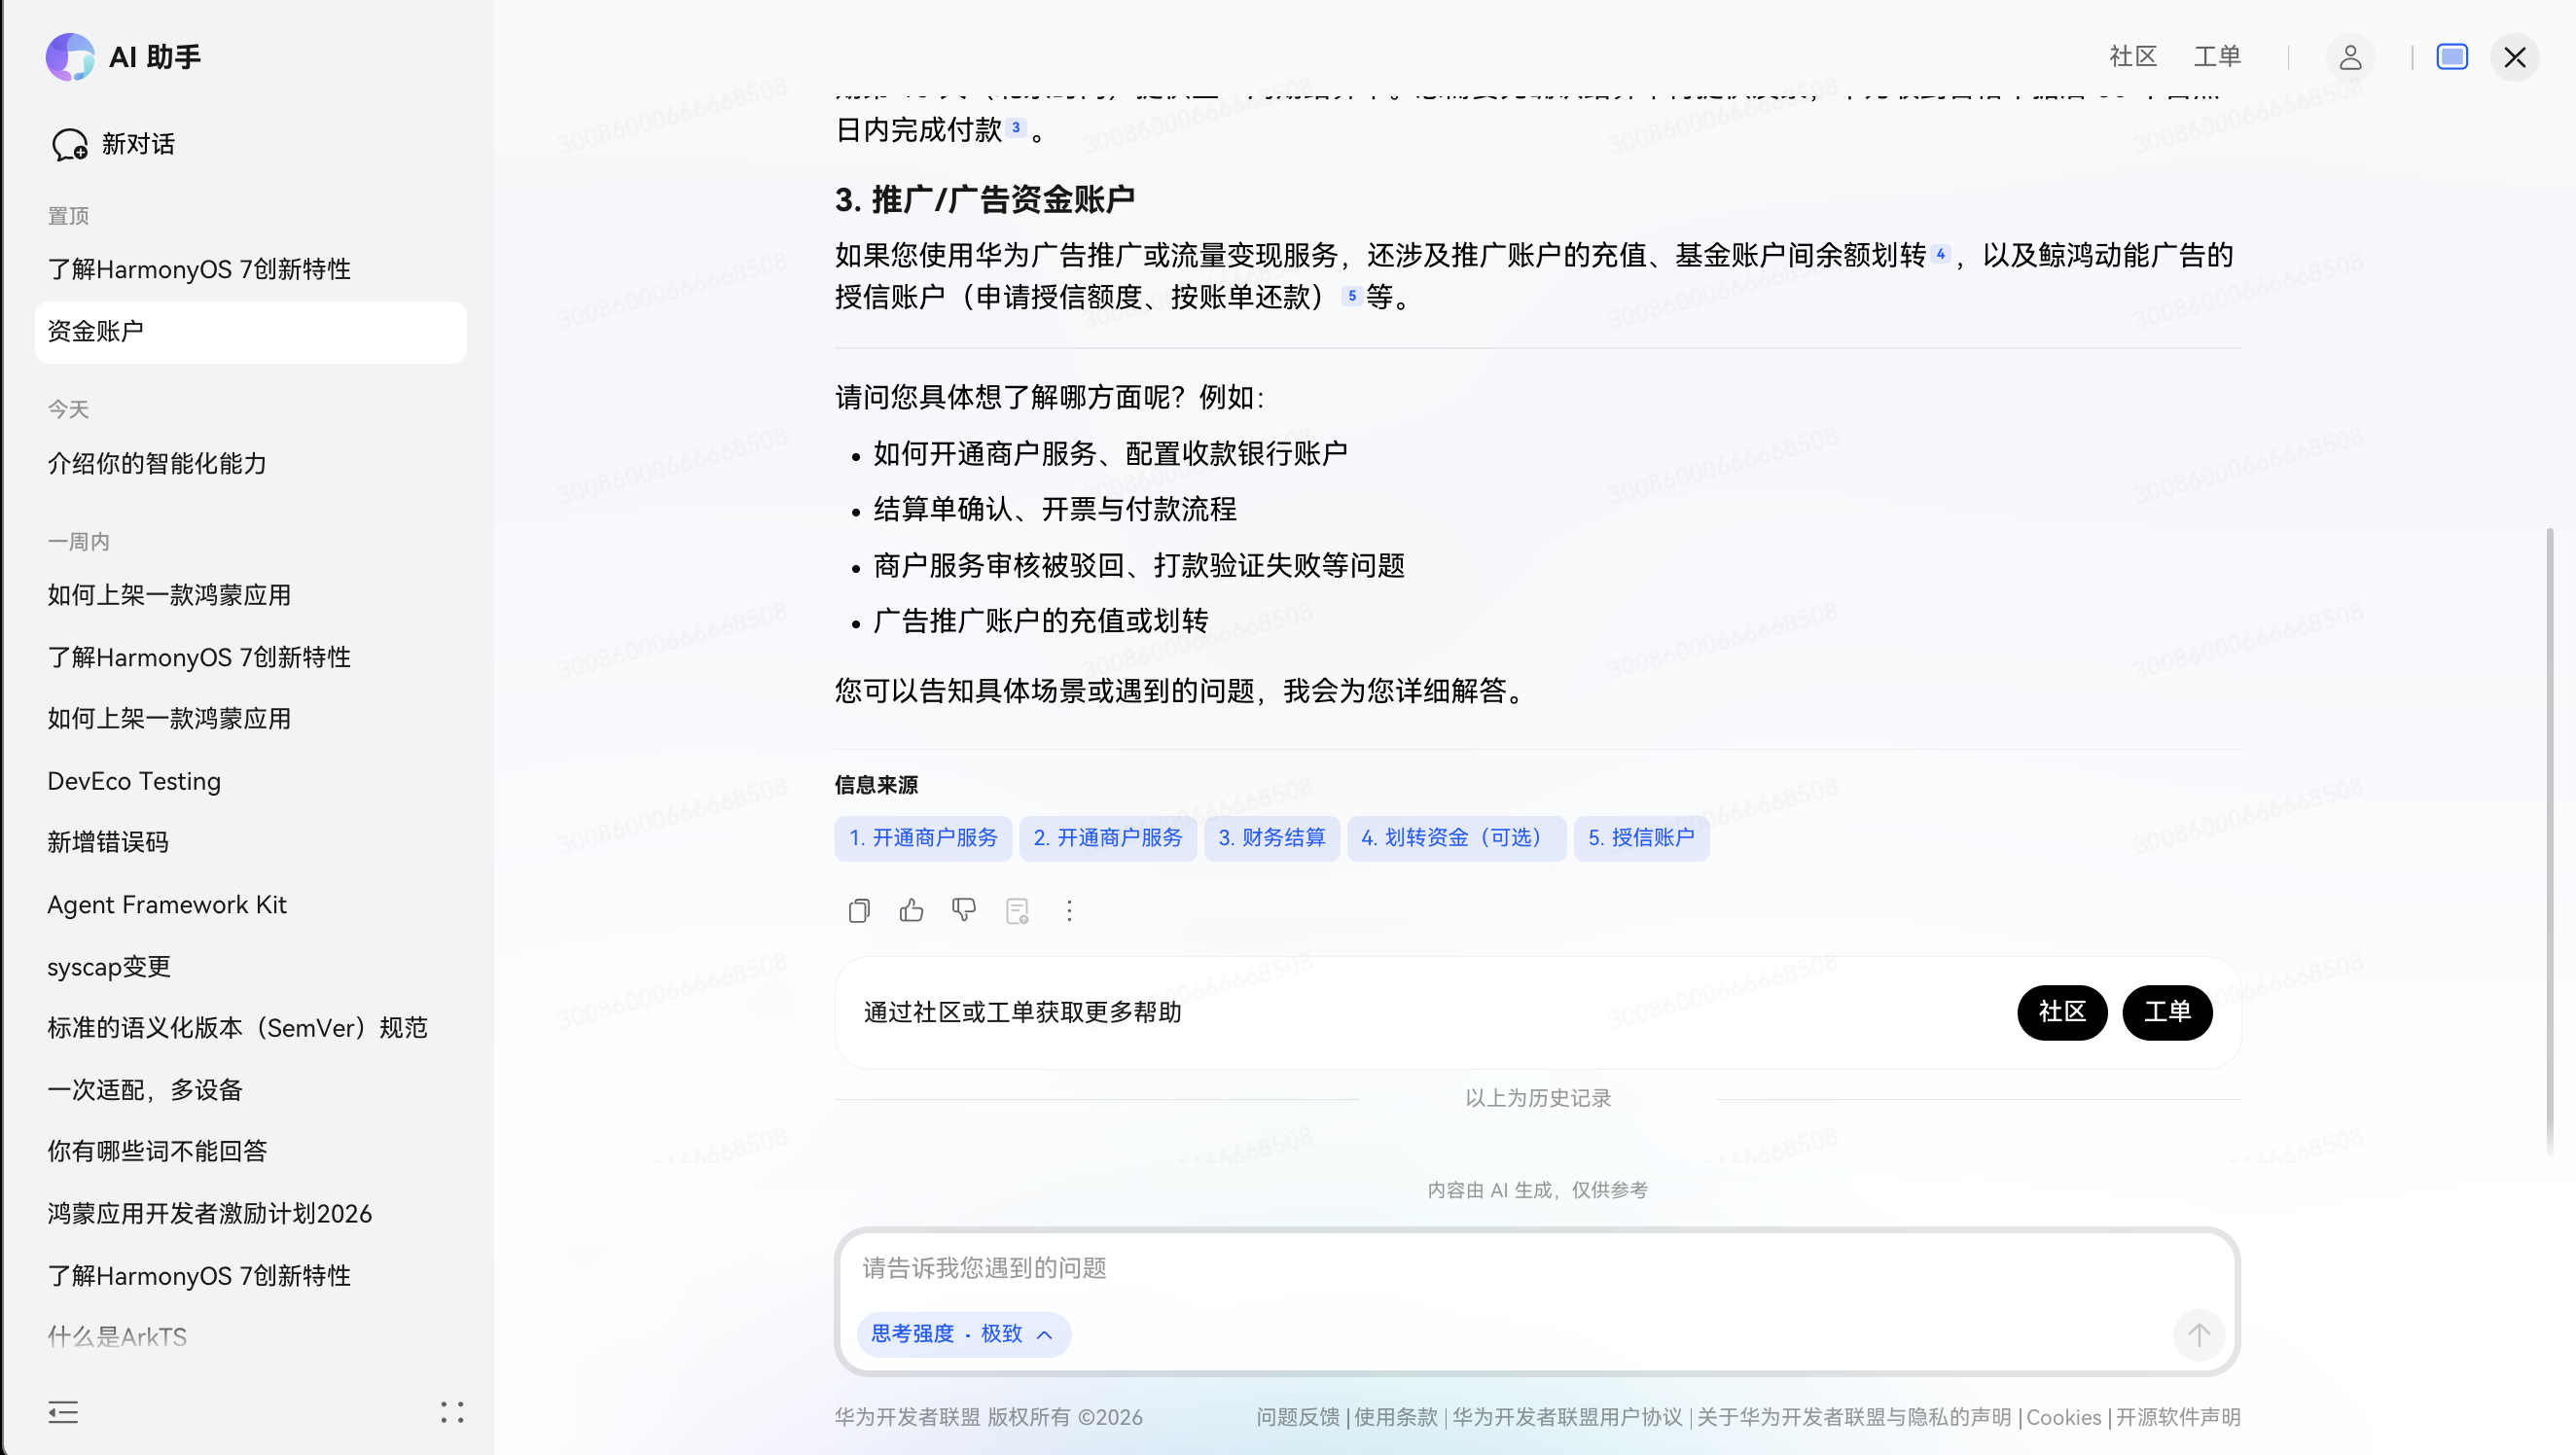 AI 助手
新对话
置顶
了解HarmonyOS 7创新特性
资金账户
今天
介绍你的智能化能力
一周内
如何上架一款鸿蒙应用
了解HarmonyOS 7创新特性
如何上架一款鸿蒙应用
DevEco Testing
新增错误码
Agent Framework Kit
syscap变更
标准的语义化版本（SemVer）规范
一次适配，多设备
你有哪些词不能回答
鸿蒙应用开发者激励计划2026
了解HarmonyOS 7创新特性
什么是ArkTS
社区 工单
日内完成付款 3 。
3. 推广/广告资金账户
如果您使用华为广告推广或流量变现服务，还涉及推广账户的充值、基金账户间余额划转 4 ，以及鲸鸿动能广告的
授信账户（申请授信额度、按账单还款） 5 等。
请问您具体想了解哪方面呢？例如：
• 如何开通商户服务、配置收款银行账户
• 结算单确认、开票与付款流程
• 商户服务审核被驳回、打款验证失败等问题
• 广告推广账户的充值或划转
您可以告知具体场景或遇到的问题，我会为您详细解答。
信息来源
1. 开通商户服务 2. 开通商户服务 3. 财务结算 4. 划转资金（可选） 5. 授信账户
通过社区或工单获取更多帮助 社区 工单
以上为历史记录
内容由 AI 生成，仅供参考
请告诉我您遇到的问题
思考强度 · 极致
华为开发者联盟 版权所有 ©2026 问题反馈 | 使用条款 | 华为开发者联盟用户协议 | 关于华为开发者联盟与隐私的声明 | Cookies | 开源软件声明